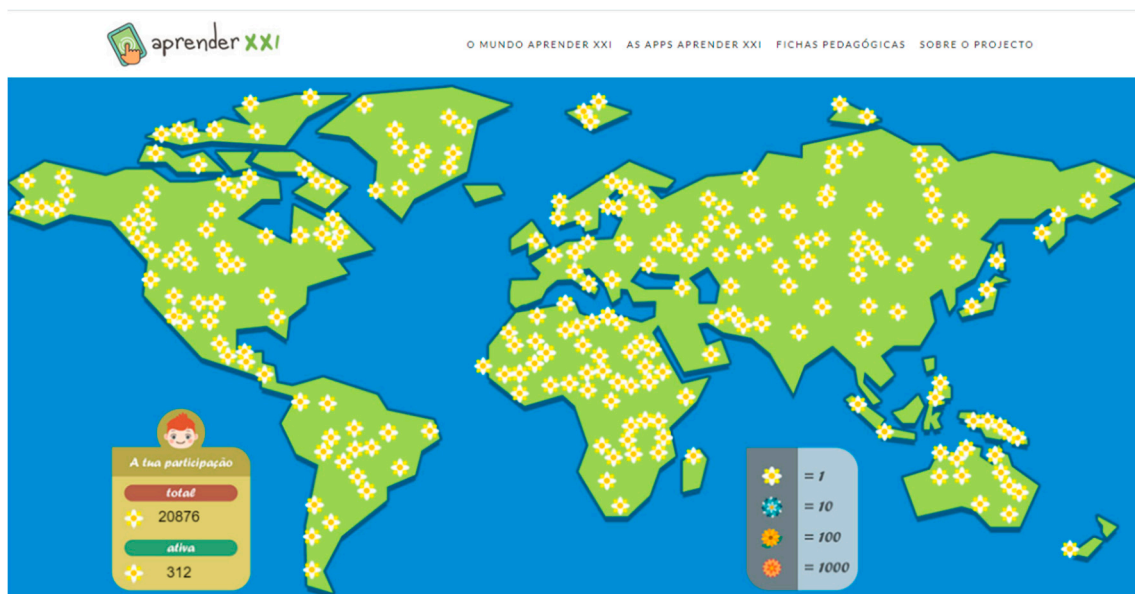 aprender XXI
O MUNDO APRENDER XXI AS APPS APRENDER XXI FICHAS PEDAGÓGICAS SOBRE O PROJECTO
A tua participação
total
20876
ativa
312
= 1
= 10
= 100
= 1000